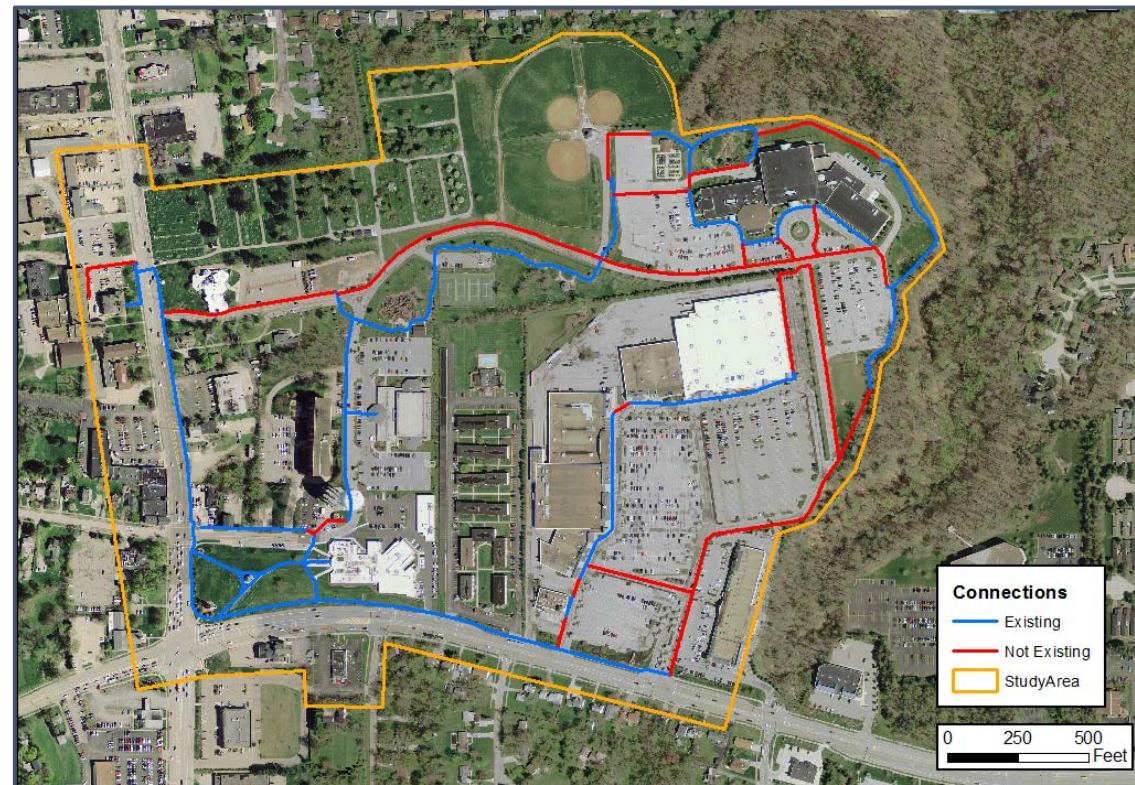 Connections
Existing
Not Existing
StudyArea
0 250 500
Feet